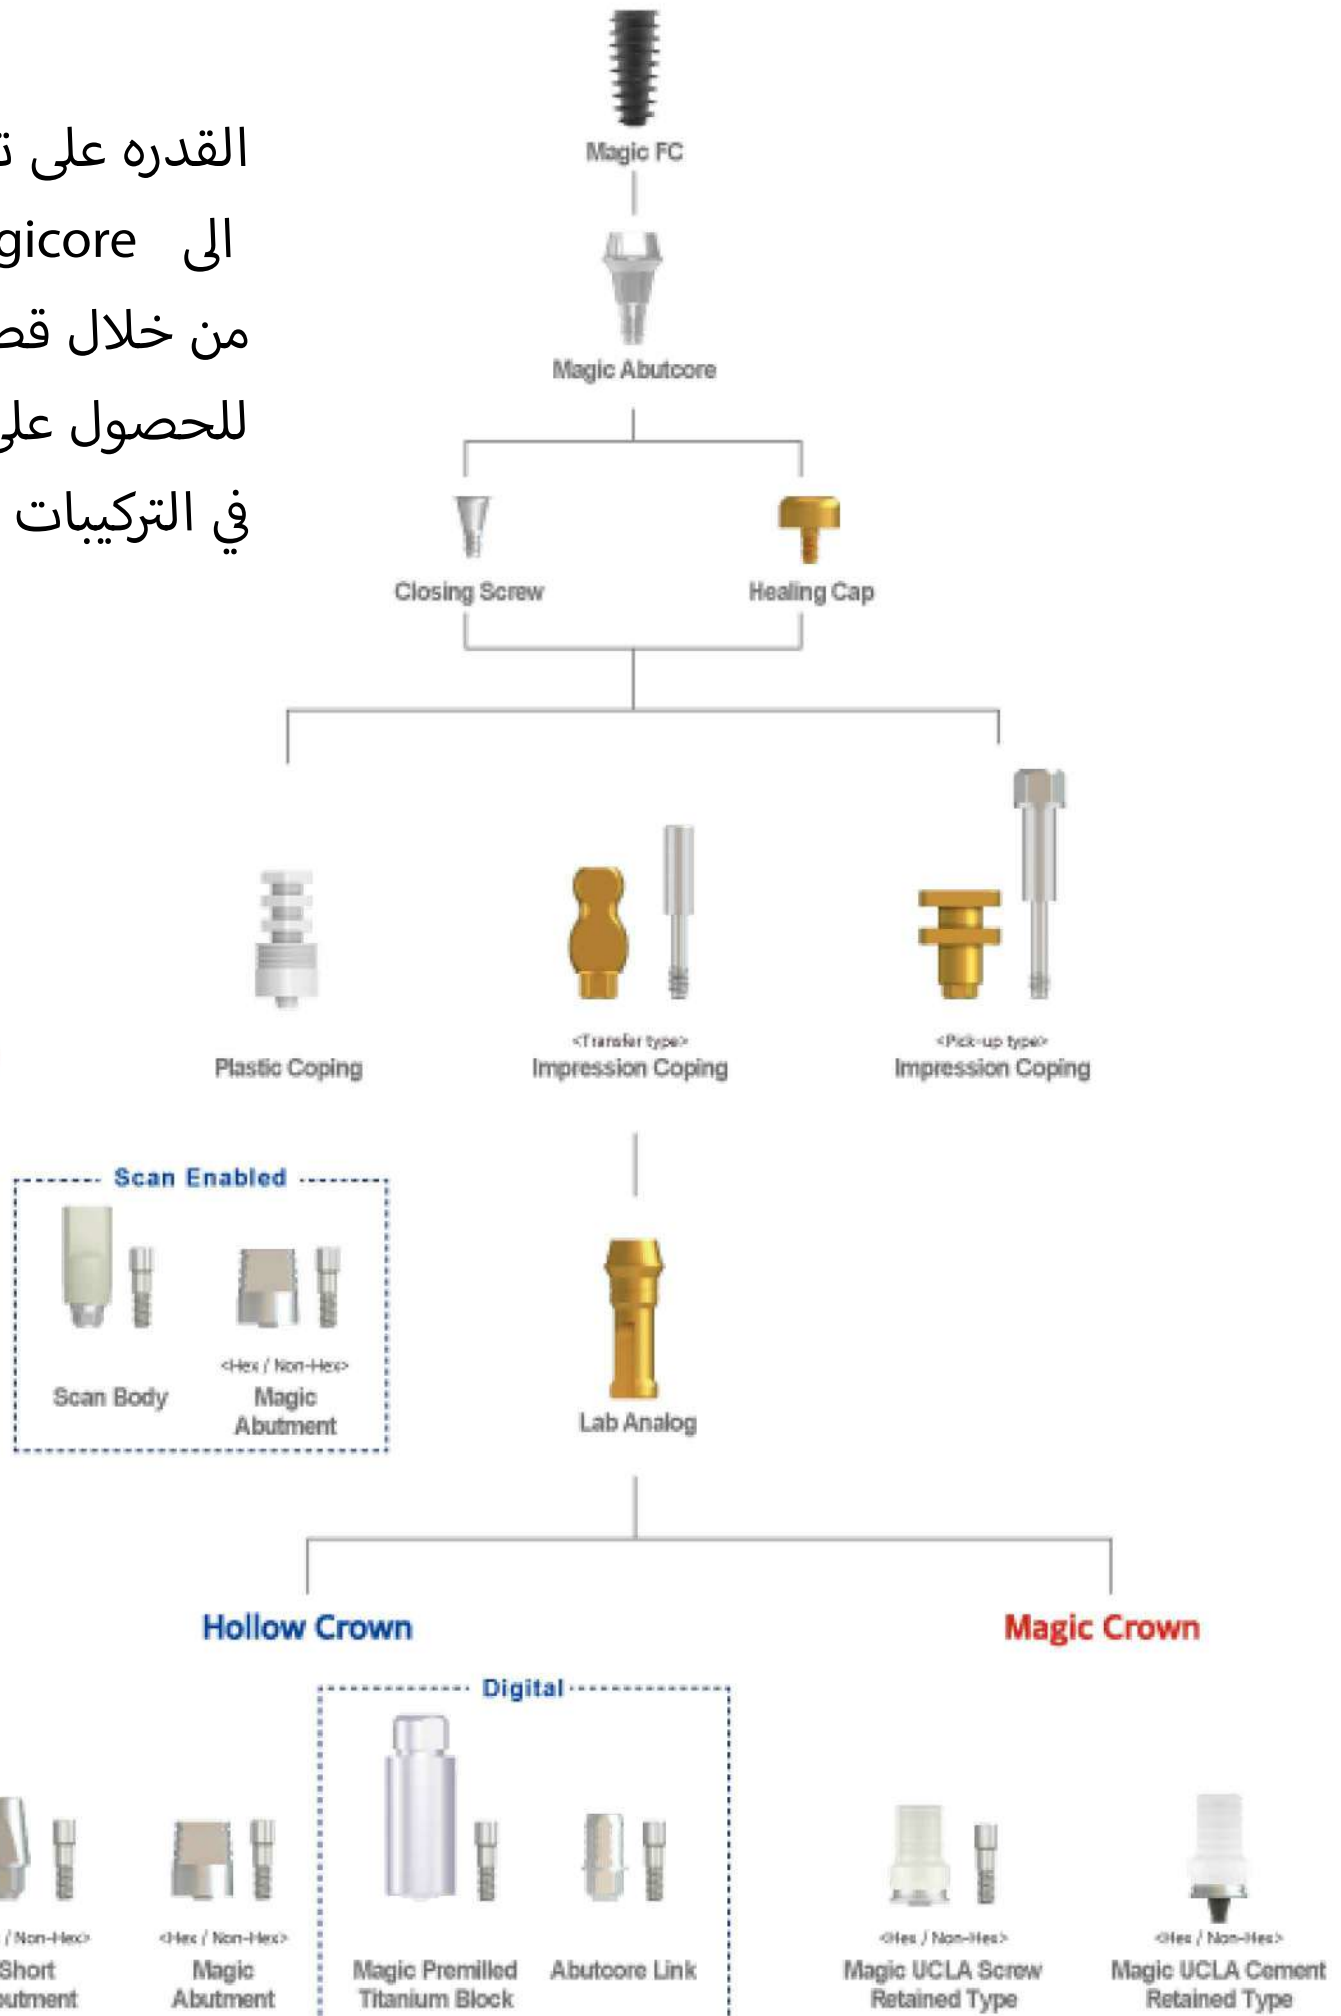 Magic FC
القدره على
الى
من خلال
للحصول على
في التركيبات
Magic Abutcore
Closing Screw
Healing Cap
Plastic Coping
<Transfer type>
Impression Coping
<Pick-up type>
Impression Coping
Scan Enabled
Scan Body
<Hex / Non-Hex>
Magic
Abutment
Lab Analog
Hollow Crown
Magic Crown
Digital
/ Non-Hex>
Short
<Hex / Non-Hex>
Magic
Abutment
Magic Premilled
Titanium Block
Abutcore Link
<Hex / Non-Hex>
Magic UCLA Screw
Retained Type
<Hex / Non-Hex>
Magic UCLA Cement
Retained Type